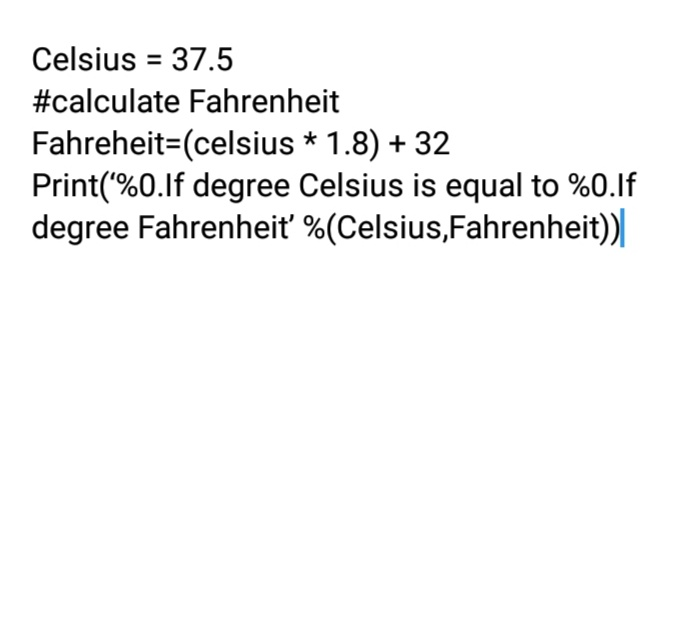 Celsius = 37.5
#calculate Fahrenheit
Fahreheit=(celsius * 1.8) + 32
Print(‘%0.If degree Celsius is equal to %0.If
degree Fahrenheit’ %(Celsius,Fahrenheit))